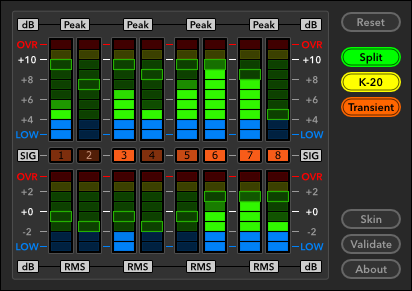 dB Peak Peak Peak Peak dB Reset
OVR OVR
+10 +10 Split
+8 +8 K-20
+6 +6 Transient
+4 +4
LOW LOW
SIG 1 2 3 4 5 6 7 8 SIG
OVR OVR
+2 +2
+0 +0 Skin
-2 -2 Validate
LOW LOW
dB RMS RMS RMS RMS dB About